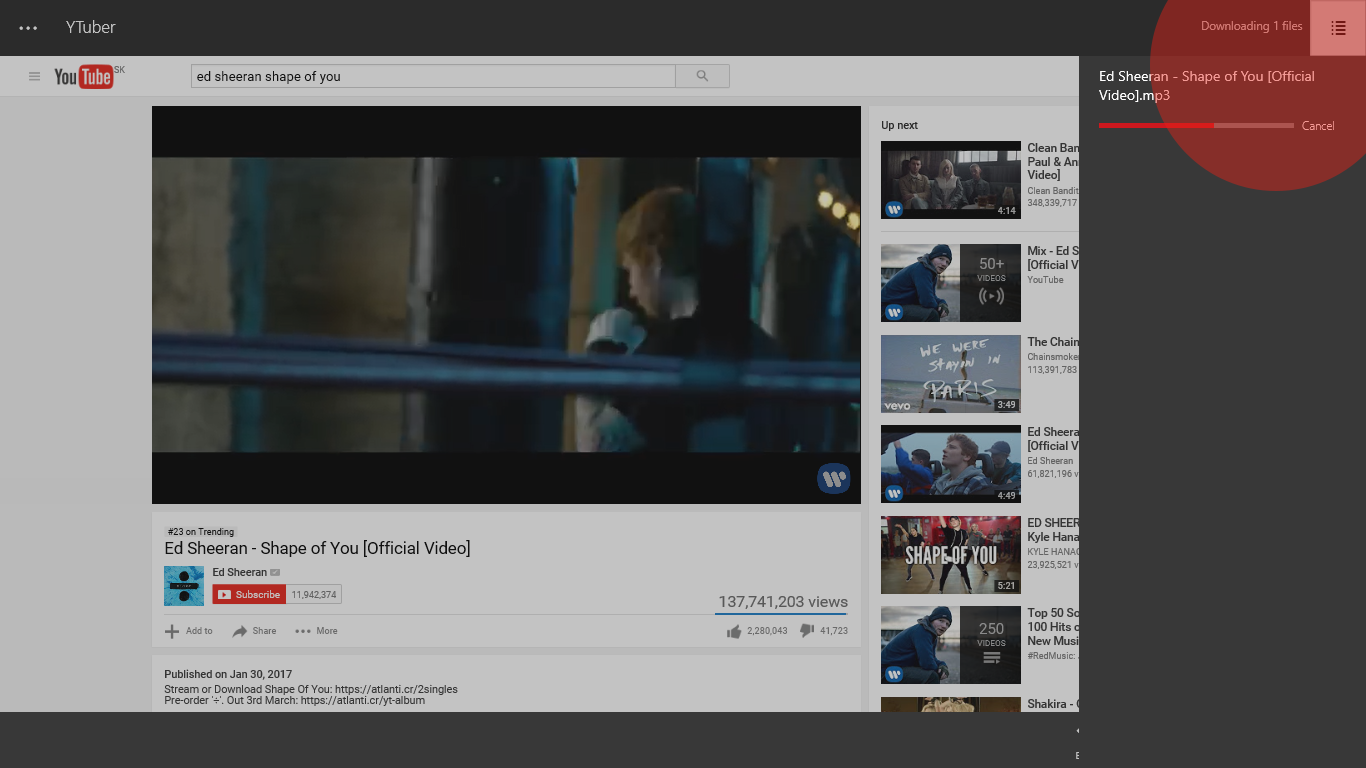 YTuber
Downloading 1 files
YouTube SK
ed sheeran shape of you
Ed Sheeran - Shape of You [Official
Video].mp3
Cancel
#23 on Trending
Ed Sheeran - Shape of You [Official Video]
Ed Sheeran
Subscribe
11,942,374
137,741,203 views
Add to
Share
More
2,280,043
41,723
Published on Jan 30, 2017
Stream or Download Shape Of You: https://atlanti.cr/2singles
Pre-order '÷'. Out 3rd March: https://atlanti.cr/yt-album
Up next
Clean Ban
Paul & An
Video]
Clean Bandit
348,339,717
4:14
Mix - Ed S
[Official V
YouTube
50+
VIDEOS
The Chain
Chainsmoke
113,391,783
WE WERE
STAYIN IN
PARIS
vevo
3:49
Ed Sheera
[Official V
Ed Sheeran
61,821,196 v
4:49
ED SHEER
Kyle Hana
KYLE HANAG
23,925,521 v
SHAPE OF YOU
5:21
Top 50 So
100 Hits o
New Musi
#RedMusic:
250
VIDEOS
Shakira -